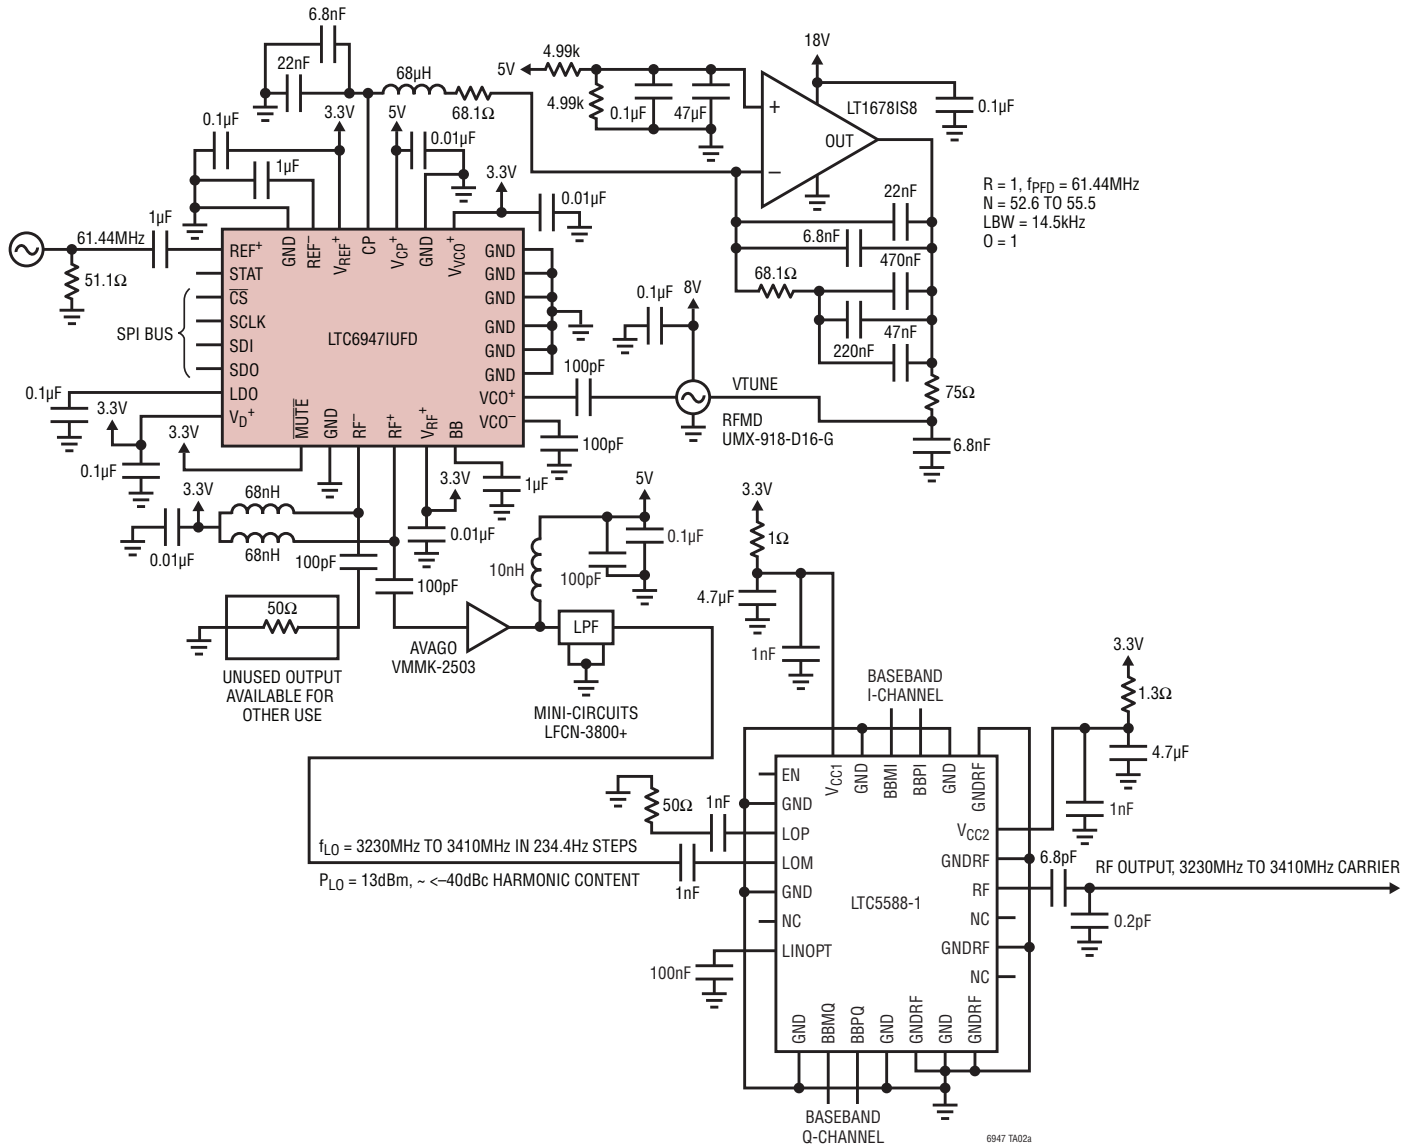 6.8nF
22nF
68µH
68.1Ω
0.1µF
3.3V
5V
0.01µF
1µF
3.3V
0.01µF
5V
4.99k
4.99k
0.1µF
47µF
18V
LT1678IS8
0.1µF
+
OUT
–
R = 1, fPFD = 61.44MHz
N = 52.6 TO 55.5
LBW = 14.5kHz
O = 1
22nF
6.8nF
470nF
68.1Ω
47nF
220nF
75Ω
6.8nF
61.44MHz
1µF
51.1Ω
SPI BUS
REF+
STAT
CS
SCLK
SDI
SDO
LDO
VD+
GND
REF–
VREF+
CP
VCP+
GND
VVCO+
GND
GND
GND
GND
GND
GND
VCO+
VCO–
LTC6947IUFD
MUTE
GND
RF–
RF+
VRF+
BB
0.1µF
8V
100pF
VTUNE
RFMD
UMX-918-D16-G
100pF
0.1µF
3.3V
0.1µF
3.3V
3.3V
68nH
68nH
0.01µF
100pF
100pF
3.3V
0.01µF
1µF
50Ω
UNUSED OUTPUT
AVAILABLE FOR
OTHER USE
AVAGO
VMMK-2503
10nH
5V
0.1µF
100pF
LPF
MINI-CIRCUITS
LFCN-3800+
3.3V
1Ω
4.7µF
1nF
BASEBAND
I-CHANNEL
3.3V
1.3Ω
4.7µF
1nF
50Ω
1nF
fLO = 3230MHz TO 3410MHz IN 234.4Hz STEPS
PLO = 13dBm, ~ <–40dBc HARMONIC CONTENT
1nF
100nF
EN
GND
LOP
LOM
GND
NC
LINOPT
VCC1
GND
BBMI
BBPI
GND
GNDRF
VCC2
GNDRF
RF
NC
GNDRF
NC
LTC5588-1
GND
BBMQ
BBPQ
GND
GNDRF
GND
GNDRF
6.8pF
RF OUTPUT, 3230MHz TO 3410MHz CARRIER
0.2pF
BASEBAND
Q-CHANNEL
6947 TA02a